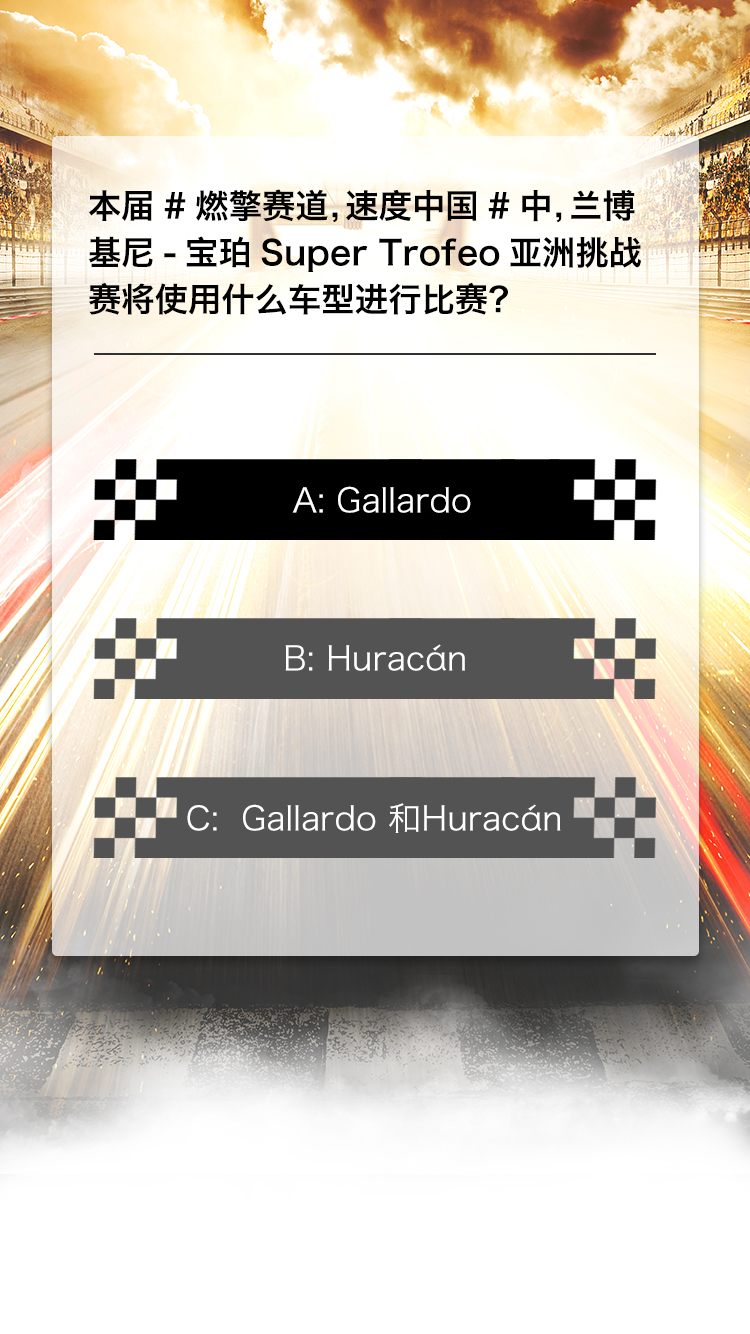 本届 # 燃擎赛道，速度中国 # 中，兰博
基尼 - 宝珀 Super Trofeo 亚洲挑战
赛将使用什么车型进行比赛？
A: Gallardo
B: Huracán
C: Gallardo 和Huracán